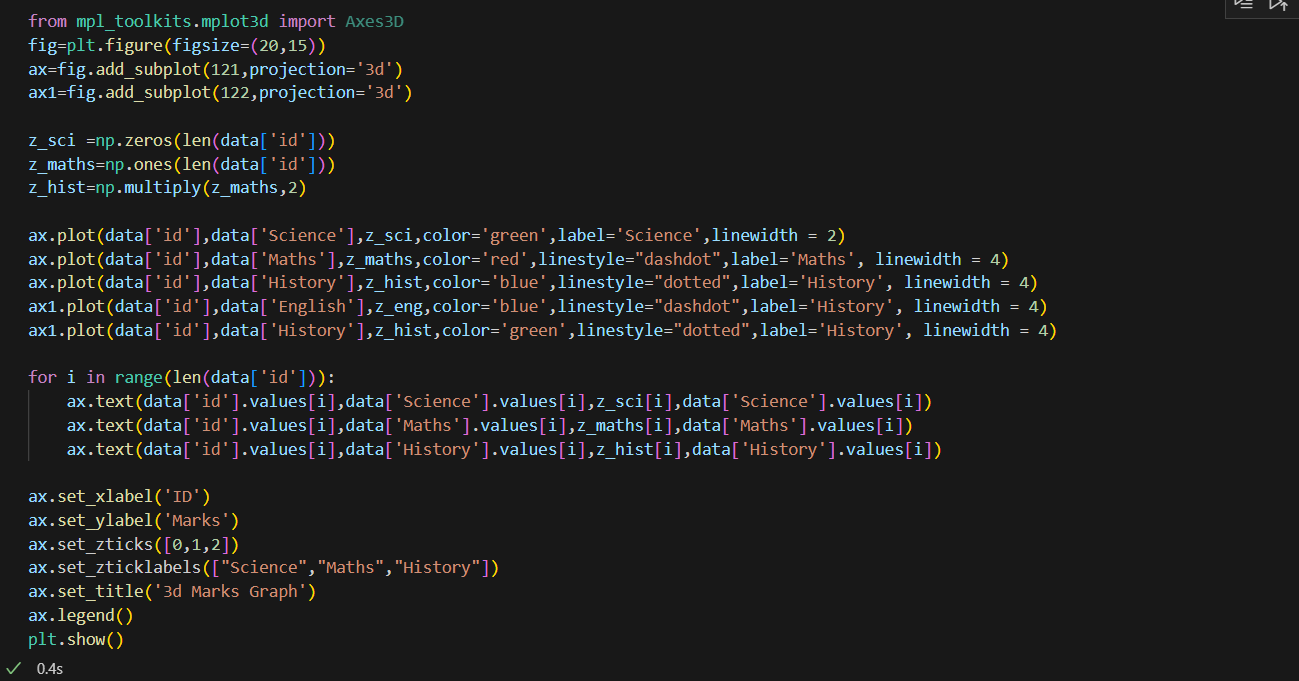 from mpl_toolkits.mplot3d import Axes3D
fig=plt.figure(figsize=(20,15))
ax=fig.add_subplot(121,projection='3d')
ax1=fig.add_subplot(122,projection='3d')

z_sci =np.zeros(len(data['id']))
z_maths=np.ones(len(data['id']))
z_hist=np.multiply(z_maths,2)

ax.plot(data['id'],data['Science'],z_sci,color='green',label='Science',linewidth = 2)
ax.plot(data['id'],data['Maths'],z_maths,color='red',linestyle="dashdot",label='Maths', linewidth = 4)
ax.plot(data['id'],data['History'],z_hist,color='blue',linestyle="dotted",label='History', linewidth = 4)
ax1.plot(data['id'],data['English'],z_eng,color='blue',linestyle="dashdot",label='History', linewidth = 4)
ax1.plot(data['id'],data['History'],z_hist,color='green',linestyle="dotted",label='History', linewidth = 4)

for i in range(len(data['id'])):
    ax.text(data['id'].values[i],data['Science'].values[i],z_sci[i],data['Science'].values[i])
    ax.text(data['id'].values[i],data['Maths'].values[i],z_maths[i],data['Maths'].values[i])
    ax.text(data['id'].values[i],data['History'].values[i],z_hist[i],data['History'].values[i])

ax.set_xlabel('ID')
ax.set_ylabel('Marks')
ax.set_zticks([0,1,2])
ax.set_zticklabels(["Science","Maths","History"])
ax.set_title('3d Marks Graph')
ax.legend()
plt.show()
0.4s